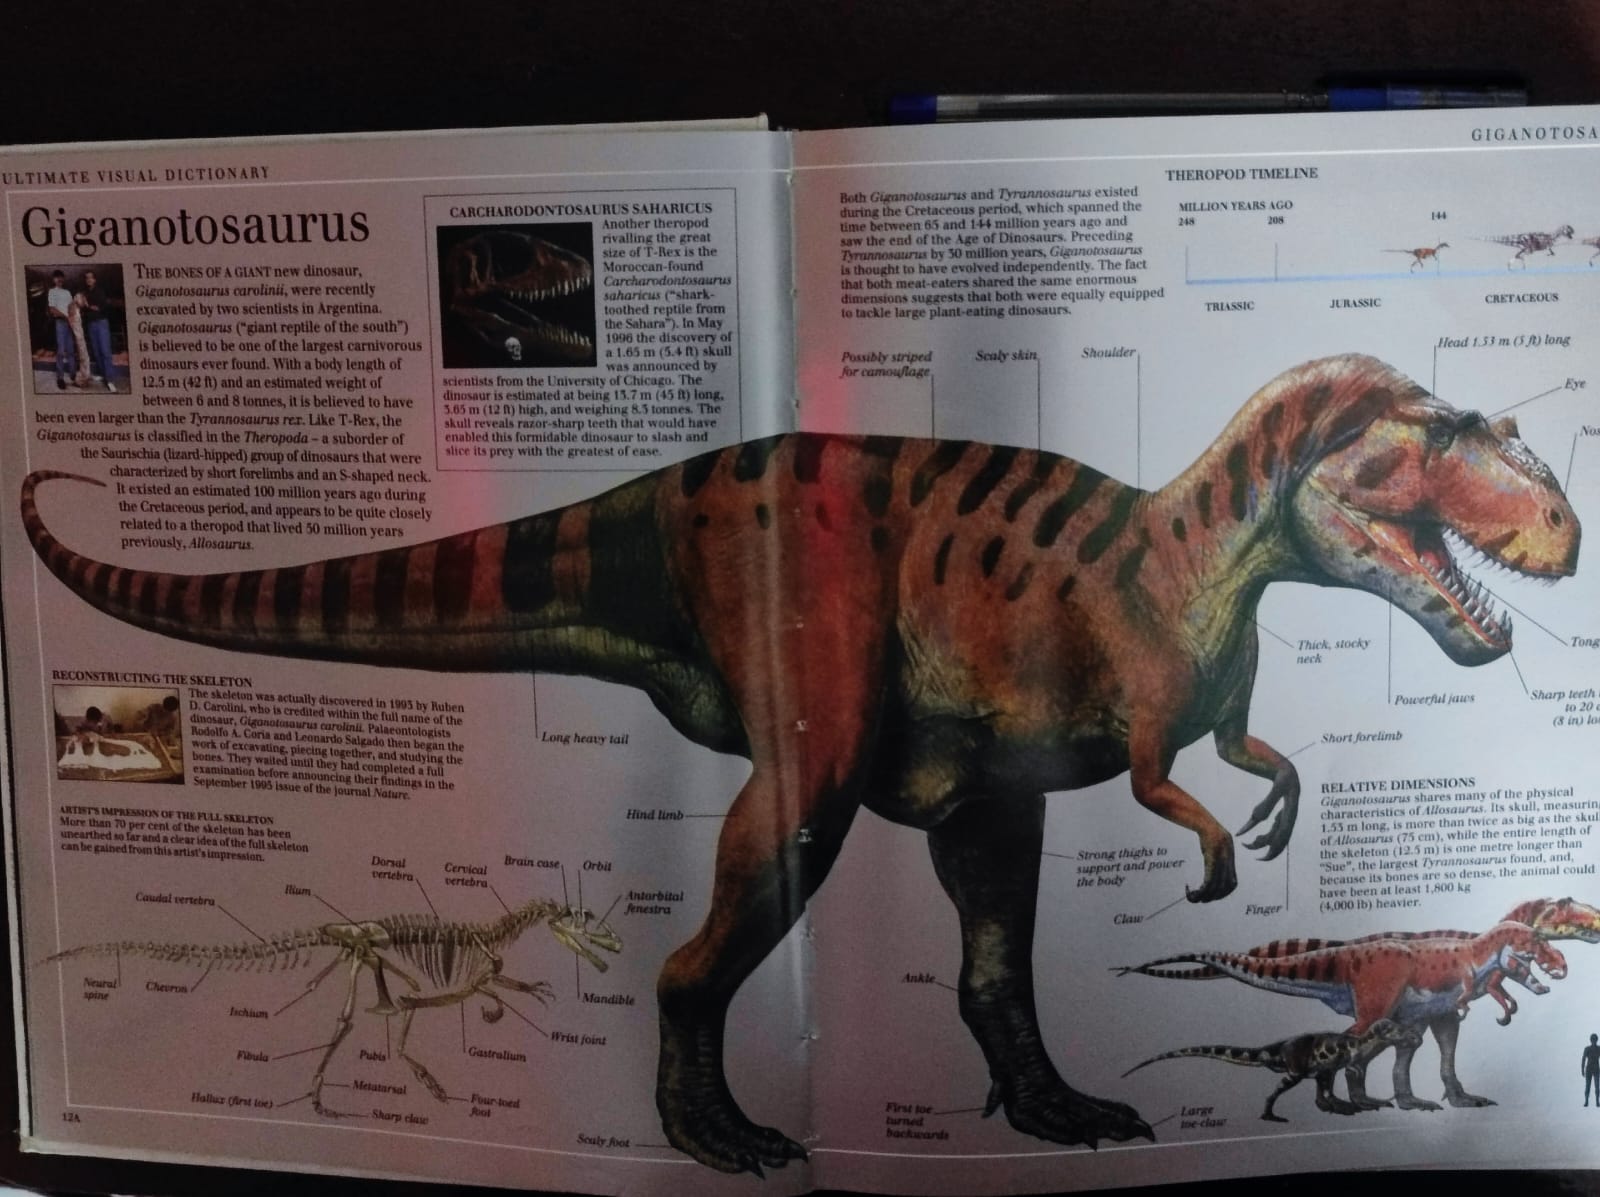 ULTIMATE VISUAL DICTIONARY
Giganotosaurus
THE BONES OF A GIANT new dinosaur,
Giganotosaurus carolinii, were recently
excavated by two scientists in Argentina.
Giganotosaurus ("giant reptile of the south")
is believed to be one of the largest carnivorous
dinosaurs ever found. With a body length of
12.5 m (42 ft) and an estimated weight of
between 6 and 8 tonnes, it is believed to have
been even larger than the Tyrannosaurus rex. Like T-Rex, the
Giganotosaurus is classified in the Theropoda – a suborder of
the Saurischia (lizard-hipped) group of dinosaurs that were
characterized by short forelimbs and an S-shaped neck.
It existed an estimated 100 million years ago during
the Cretaceous period, and appears to be quite closely
related to a theropod that lived 50 million years
previously, Allosaurus.
CARCHARODONTOSAURUS SAHARICUS
Another theropod
rivalling the great
size of T-Rex is the
Moroccan-found
Carcharodontosaurus
saharicus ("shark-
toothed reptile from
the Sahara"). In May
1996 the discovery of
a 1.65 m (5.4 ft) skull
was announced by
scientists from the University of Chicago. The
dinosaur is estimated at being 13.7 m (45 ft) long,
3.65 m (12 ft) high, and weighing 8.3 tonnes. The
skull reveals razor-sharp teeth that would have
enabled this formidable dinosaur to slash and
slice its prey with the greatest of ease.
RECONSTRUCTING THE SKELETON
The skeleton was actually discovered in 1993 by Ruben
D. Carolini, who is credited within the full name of the
dinosaur, Giganotosaurus carolinii. Palaeontologists
Rodolfo A. Coria and Leonardo Salgado then began the
work of excavating, piecing together, and studying the
bones. They waited until they had completed a full
examination before announcing their findings in the
September 1995 issue of the journal Nature.
ARTIST'S IMPRESSION OF THE FULL SKELETON
More than 70 per cent of the skeleton has been
unearthed so far and a clear idea of the full skeleton
can be gained from this artist's impression.
Long heavy tail
Hind limb
Caudal vertebra
Ilium
Dorsal
vertebra
Cervical
vertebra
Brain case
Orbit
Antorbital
fenestra
Neural
spine
Chevron
Ischium
Fibula
Pubis
Gastralium
Mandible
Wrist joint
Metatarsal
Hallux (first toe)
Sharp claw
Four-toed
foot
Scaly foot
12A
GIGANOTOSA
Both Giganotosaurus and Tyrannosaurus existed
during the Cretaceous period, which spanned the
time between 65 and 144 million years ago and
saw the end of the Age of Dinosaurs. Preceding
Tyrannosaurus by 30 million years, Giganotosaurus
is thought to have evolved independently. The fact
that both meat-eaters shared the same enormous
dimensions suggests that both were equally equipped
to tackle large plant-eating dinosaurs.
THEROPOD TIMELINE
MILLION YEARS AGO
248 208 144
TRIASSIC JURASSIC CRETACEOUS
Possibly striped
for camouflage
Scaly skin
Shoulder
Head 1.53 m (5 ft) long
Eye
Nos
Thick, stocky
neck
Powerful jaws
Tong
Sharp teeth
to 20 c
(8 in) lo
Short forelimb
Strong thighs to
support and power
the body
Claw
Finger
Ankle
First toe
turned
backwards
Large
toe-claw
RELATIVE DIMENSIONS
Giganotosaurus shares many of the physical
characteristics of Allosaurus. Its skull, measuring
1.53 m long, is more than twice as big as the skul
of Allosaurus (75 cm), while the entire length of
the skeleton (12.5 m) is one metre longer than
"Sue", the largest Tyrannosaurus found, and,
because its bones are so dense, the animal could
have been at least 1,800 kg
(4,000 lb) heavier.